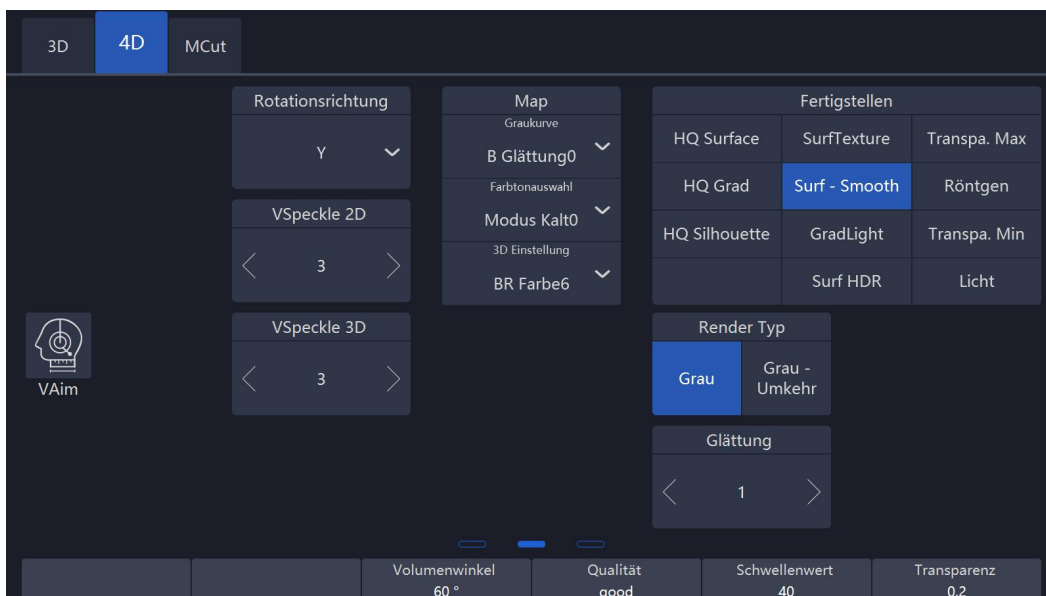 3D
4D
MCut
Rotationsrichtung
Y
VSpeckle 2D
3
VSpeckle 3D
3
VAim
Map
Graukurve
B Glättung0
Farbtonauswahl
Modus Kalt0
3D Einstellung
BR Farbe6
Fertigstellen
HQ Surface
SurfTexture
Transpa. Max
HQ Grad
Surf - Smooth
Röntgen
HQ Silhouette
GradLight
Transpa. Min
Surf HDR
Licht
Render Typ
Grau
Grau -
Umkehr
Glättung
1
Volumenwinkel
60 °
Qualität
good
Schwellenwert
40
Transparenz
0.2